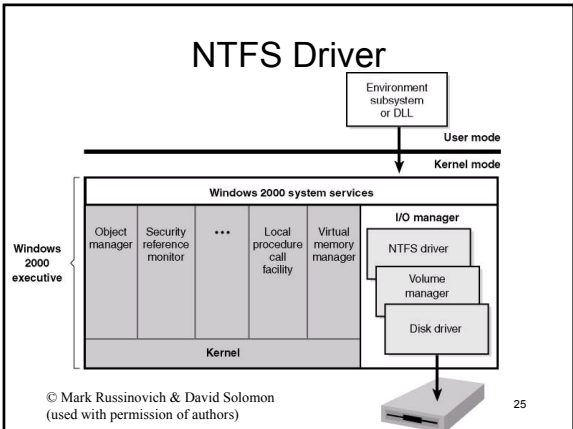 NTFS Driver
Environment
subsystem
or DLL
User mode
Kernel mode
Windows 2000 system services
Windows
2000
executive
Object
manager
Security
reference
monitor
•••
Local
procedure
call
facility
Virtual
memory
manager
I/O manager
NTFS driver
Volume
manager
Disk driver
Kernel
© Mark Russinovich & David Solomon
(used with permission of authors)
25